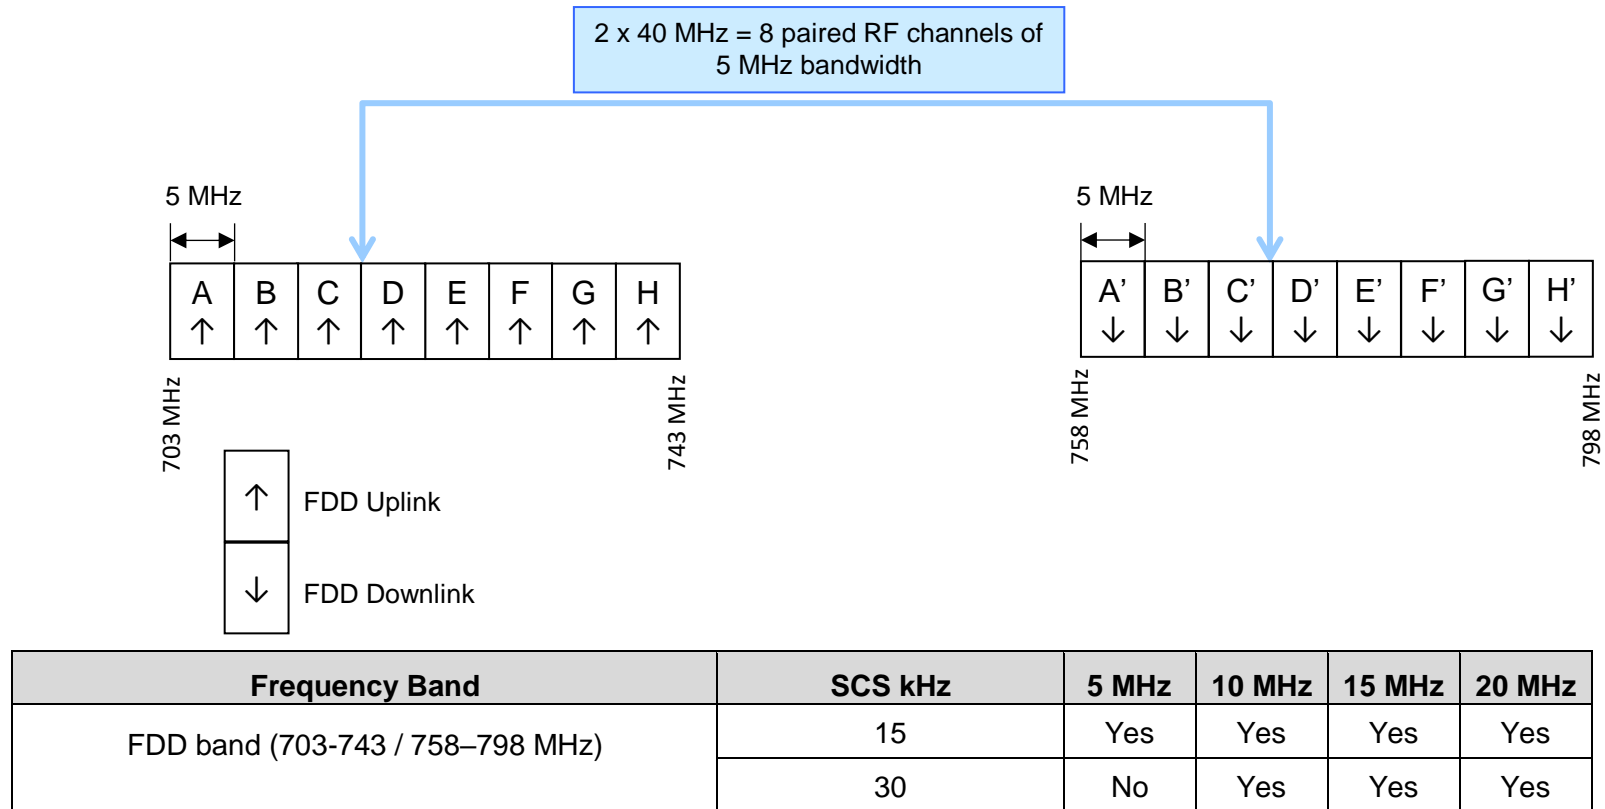 2 x 40 MHz = 8 paired RF channels of
5 MHz bandwidth
5 MHz
5 MHz
A B C D E F G H
↑ ↑ ↑ ↑ ↑ ↑ ↑ ↑
A’ B’ C’ D’ E’ F’ G’ H’
↓ ↓ ↓ ↓ ↓ ↓ ↓ ↓
703 MHz
743 MHz
758 MHz
798 MHz
↑ FDD Uplink
↓ FDD Downlink
Frequency Band SCS kHz 5 MHz 10 MHz 15 MHz 20 MHz
FDD band (703-743 / 758–798 MHz) 15 Yes Yes Yes Yes
30 No Yes Yes Yes